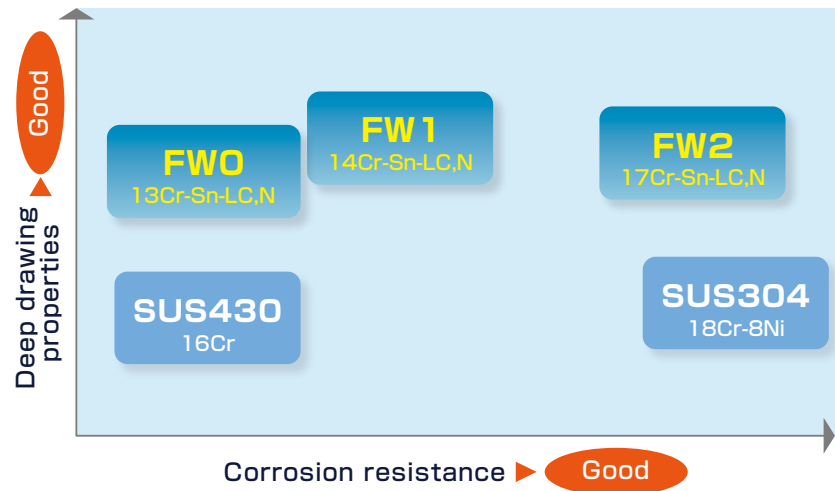 Good
Deep drawing
properties
FW0
13Cr-Sn-LC,N
FW1
14Cr-Sn-LC,N
FW2
17Cr-Sn-LC,N
SUS430
16Cr
SUS304
18Cr-8Ni
Corrosion resistance
Good